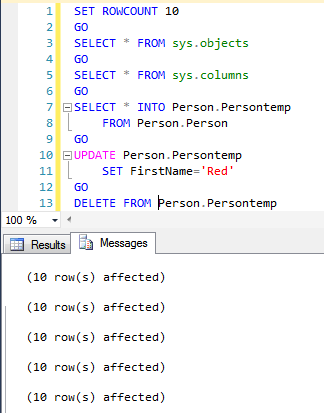 1 SET ROWCOUNT 10
2 GO
3 SELECT * FROM sys.objects
4 GO
5 SELECT * FROM sys.columns
6 GO
7 SELECT * INTO Person.Persontemp
8 FROM Person.Person
9 GO
10 UPDATE Person.Persontemp
11 SET FirstName='Red'
12 GO
13 DELETE FROM Person.Persontemp
100 %
Results Messages
(10 row(s) affected)
(10 row(s) affected)
(10 row(s) affected)
(10 row(s) affected)
(10 row(s) affected)